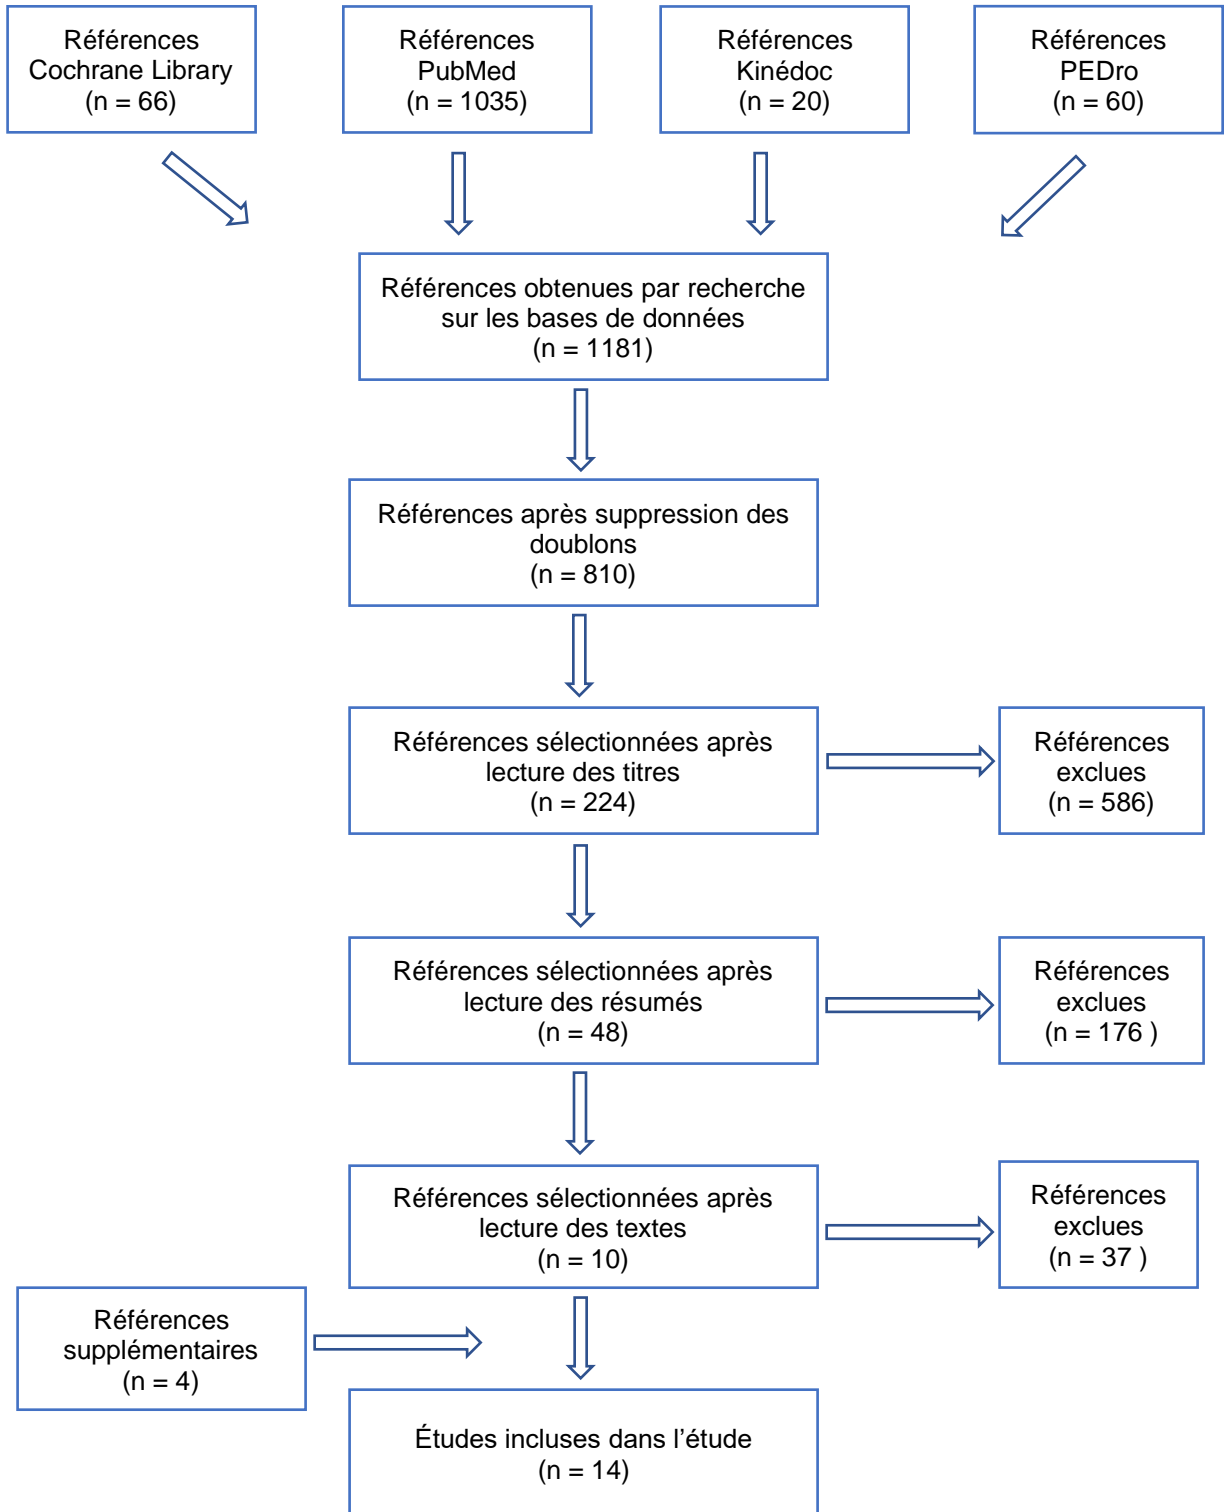 Références
Cochrane Library
(n = 66)
Références
PubMed
(n = 1035)
Références
Kinédoc
(n = 20)
Références
PEDro
(n = 60)
Références obtenues par recherche
sur les bases de données
(n = 1181)
Références après suppression des
doublons
(n = 810)
Références sélectionnées après
lecture des titres
(n = 224)
Références
exclues
(n = 586)
Références sélectionnées après
lecture des résumés
(n = 48)
Références
exclues
(n = 176 )
Références sélectionnées après
lecture des textes
(n = 10)
Références
exclues
(n = 37 )
Références
supplémentaires
(n = 4)
Études incluses dans l’étude
(n = 14)